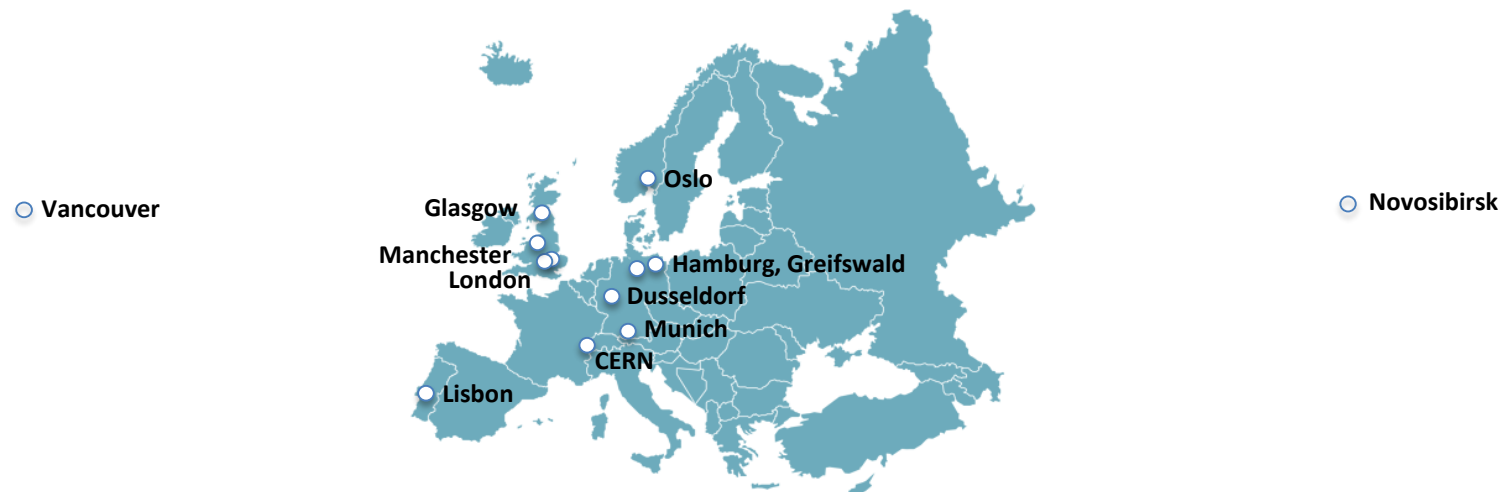 Oslo
Vancouver
Novosibirsk
Glasgow
Manchester
London
Hamburg, Greifswald
Dusseldorf
Munich
CERN
Lisbon